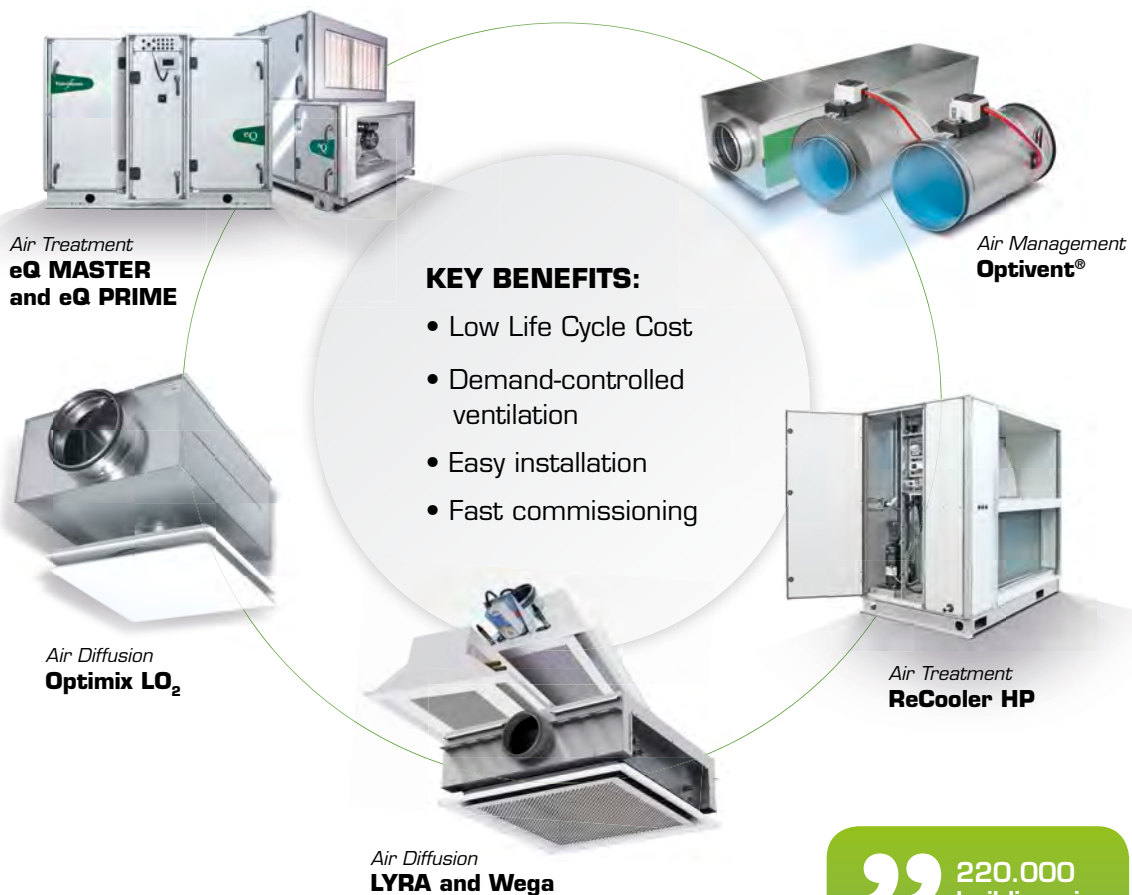 eQ
eQ
Air Treatment
eQ MASTER
and eQ PRIME
Air Management
Optivent®
KEY BENEFITS:
• Low Life Cycle Cost
• Demand-controlled
ventilation
• Easy installation
• Fast commissioning
Air Diffusion
Optimix LO₂
Air Treatment
ReCooler HP
Air Diffusion
LYRA and Wega
” 220.000